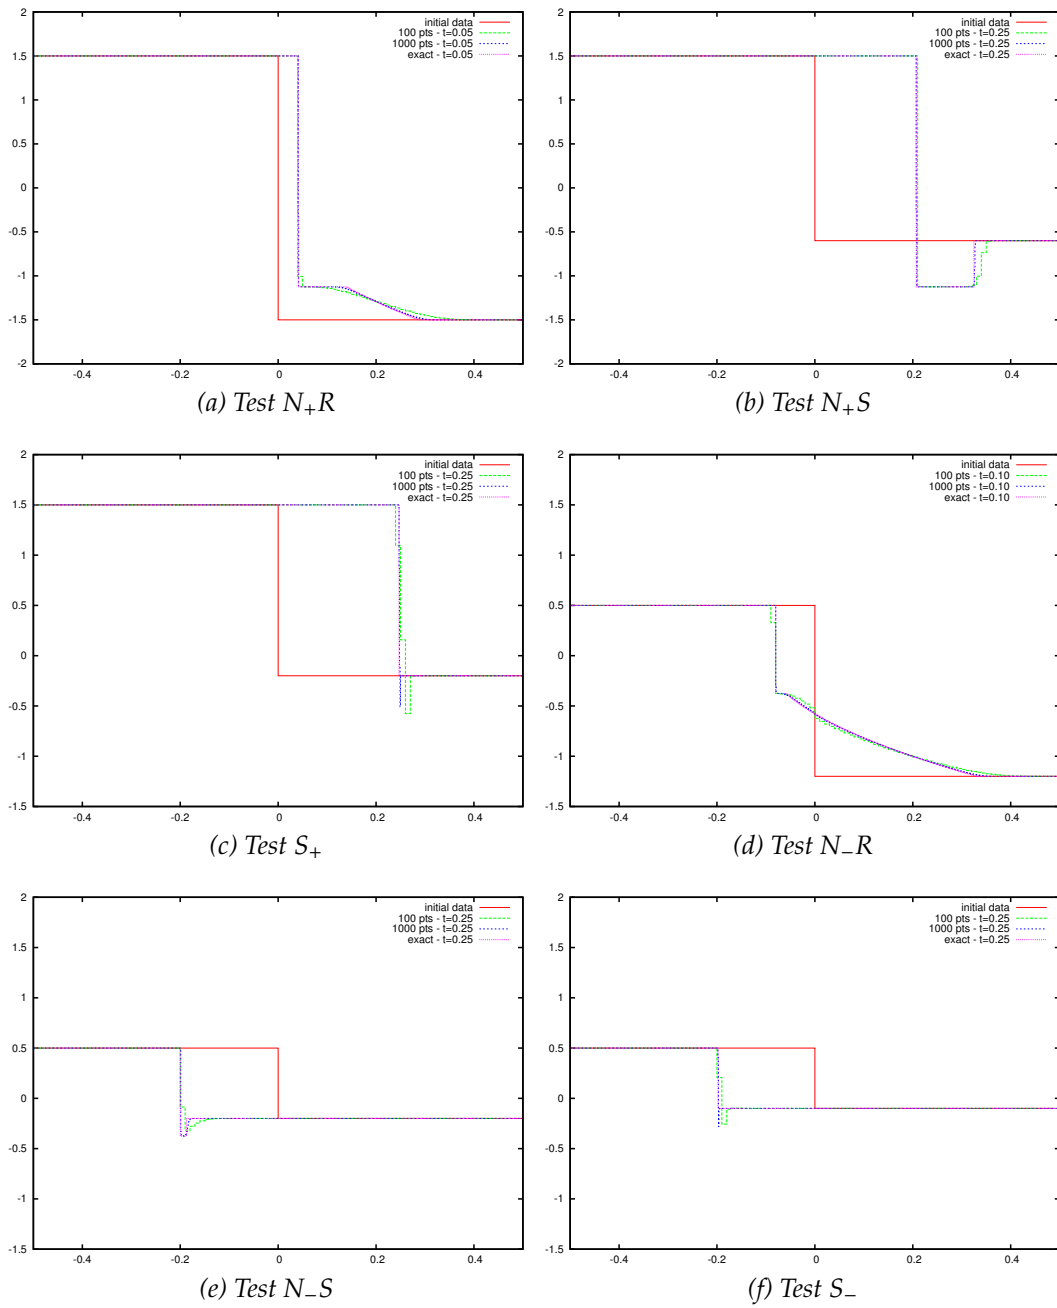 initial data
100 pts - t=0.05
1000 pts - t=0.05
exact - t=0.05
2
1.5
1
0.5
0
-0.5
-1
-1.5
-2
-0.4 -0.2 0 0.2 0.4
(a) Test N+R
initial data
100 pts - t=0.25
1000 pts - t=0.25
exact - t=0.25
2
1.5
1
0.5
0
-0.5
-1
-1.5
-2
-0.4 -0.2 0 0.2 0.4
(b) Test N+S
initial data
100 pts - t=0.25
1000 pts - t=0.25
exact - t=0.25
2
1.5
1
0.5
0
-0.5
-1
-1.5
-0.4 -0.2 0 0.2 0.4
(c) Test S+
initial data
100 pts - t=0.10
1000 pts - t=0.10
exact - t=0.10
2
1.5
1
0.5
0
-0.5
-1
-1.5
-0.4 -0.2 0 0.2 0.4
(d) Test N−R
initial data
100 pts - t=0.25
1000 pts - t=0.25
exact - t=0.25
2
1.5
1
0.5
0
-0.5
-1
-1.5
-0.4 -0.2 0 0.2 0.4
(e) Test N−S
initial data
100 pts - t=0.25
1000 pts - t=0.25
exact - t=0.25
2
1.5
1
0.5
0
-0.5
-1
-1.5
-0.4 -0.2 0 0.2 0.4
(f) Test S−